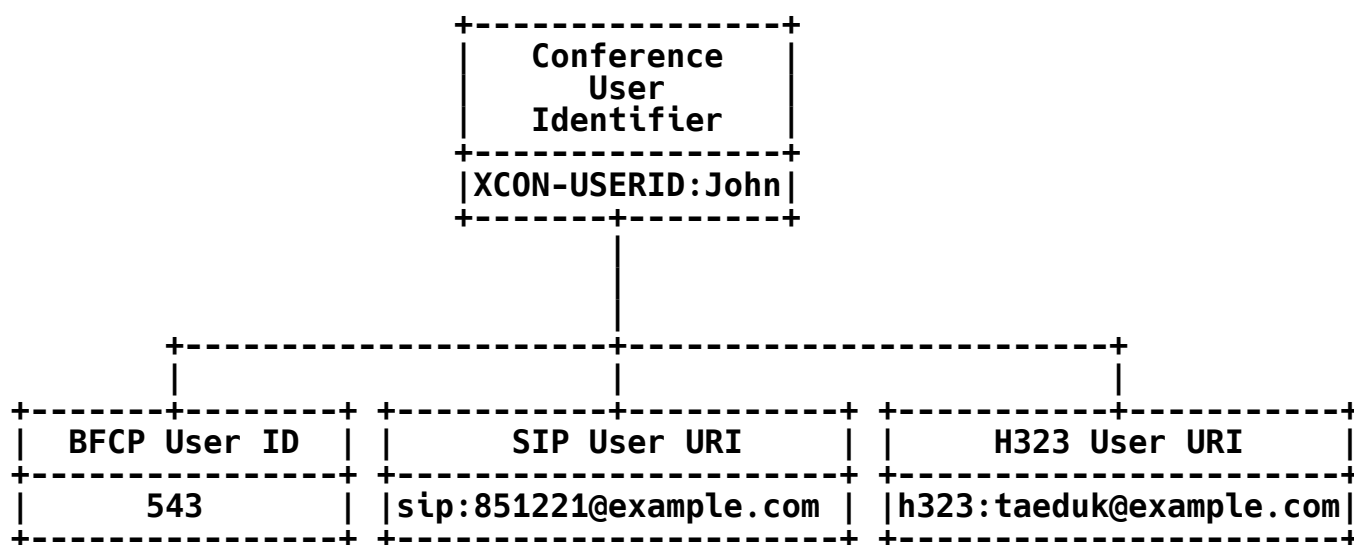 Conference
User
Identifier
XCON-USERID:John
BFCP User ID
SIP User URI
H323 User URI
543
sip:851221@example.com
h323:taeduk@example.com